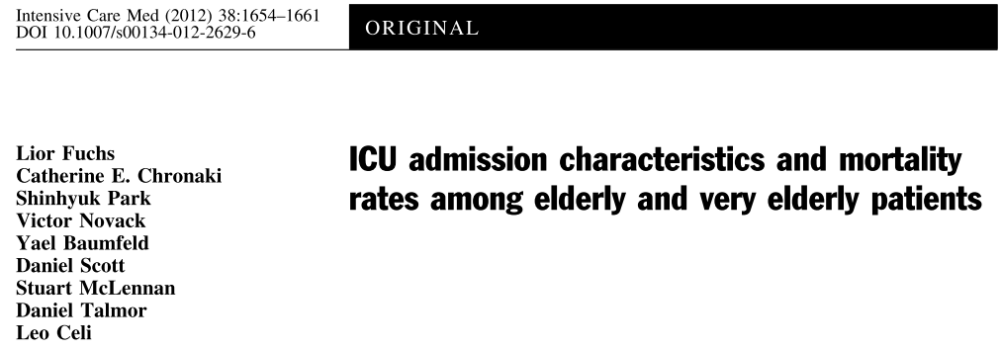 Intensive Care Med (2012) 38:1654–1661
DOI 10.1007/s00134-012-2629-6
ORIGINAL
Lior Fuchs
Catherine E. Chronaki
Shinhyuk Park
Victor Novack
Yael Baumfeld
Daniel Scott
Stuart McLennan
Daniel Talmor
Leo Celi
ICU admission characteristics and mortality
rates among elderly and very elderly patients